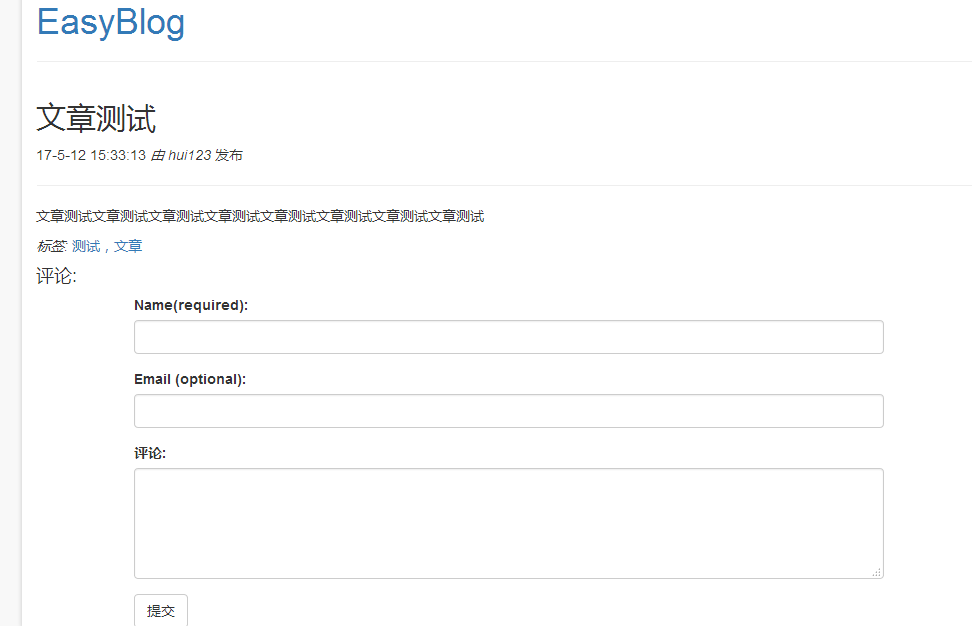 EasyBlog
文章测试
17-5-12 15:33:13 由 hui123 发布
文章测试文章测试文章测试文章测试文章测试文章测试文章测试文章测试
标签: 测试 , 文章
评论:
Name(required):
Email (optional):
评论:
提交